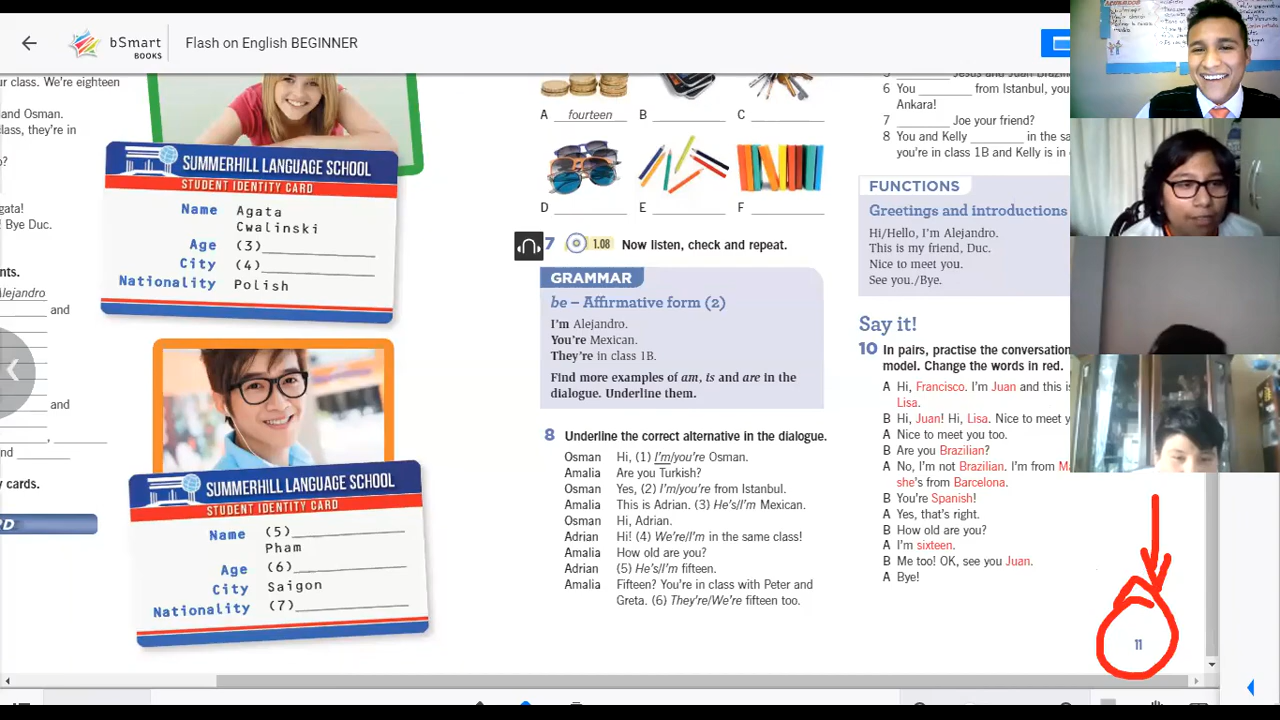 bSmart
BOOKS
Flash on English BEGINNER
ur class. We're eighteen
and Osman.
class, they're in
o?
gata!
! Bye Duc.
nts.
lejandro
and
and
y cards.
SUMMERHILL LANGUAGE SCHOOL
STUDENT IDENTITY CARD
Name Agata
Cwalinski
Age (3)
City (4)
Nationality Polish
SUMMERHILL LANGUAGE SCHOOL
STUDENT IDENTITY CARD
Name (5)
Pham
Age (6)
City Saigon
Nationality (7)
A fourteen B C
D E F
7 1.08 Now listen, check and repeat.
GRAMMAR
be – Affirmative form (2)
I'm Alejandro.
You're Mexican.
They're in class 1B.
Find more examples of am, is and are in the
dialogue. Underline them.
8 Underline the correct alternative in the dialogue.
Osman Hi, (1) I'm/you're Osman.
Amalia Are you Turkish?
Osman Yes, (2) I'm/you're from Istanbul.
Amalia This is Adrian. (3) He's/I'm Mexican.
Osman Hi, Adrian.
Adrian Hi! (4) We're/I'm in the same class!
Amalia How old are you?
Adrian (5) He's/I'm fifteen.
Amalia Fifteen? You're in class with Peter and
Greta. (6) They're/We're fifteen too.
Jesus and Juan Brazili
6 You ________ from Istanbul, you
Ankara!
7 ________ Joe your friend?
8 You and Kelly ________ in the sa
you're in class 1B and Kelly is in
FUNCTIONS
Greetings and introductions
Hi/Hello, I'm Alejandro.
This is my friend, Duc.
Nice to meet you.
See you./Bye.
Say it!
10 In pairs, practise the conversation
model. Change the words in red.
A Hi, Francisco. I'm Juan and this is
Lisa.
B Hi, Juan! Hi, Lisa. Nice to meet y
A Nice to meet you too.
B Are you Brazilian?
A No, I'm not Brazilian. I'm from Ma
she's from Barcelona.
B You're Spanish!
A Yes, that's right.
B How old are you?
A I'm sixteen.
B Me too! OK, see you Juan.
A Bye!
11